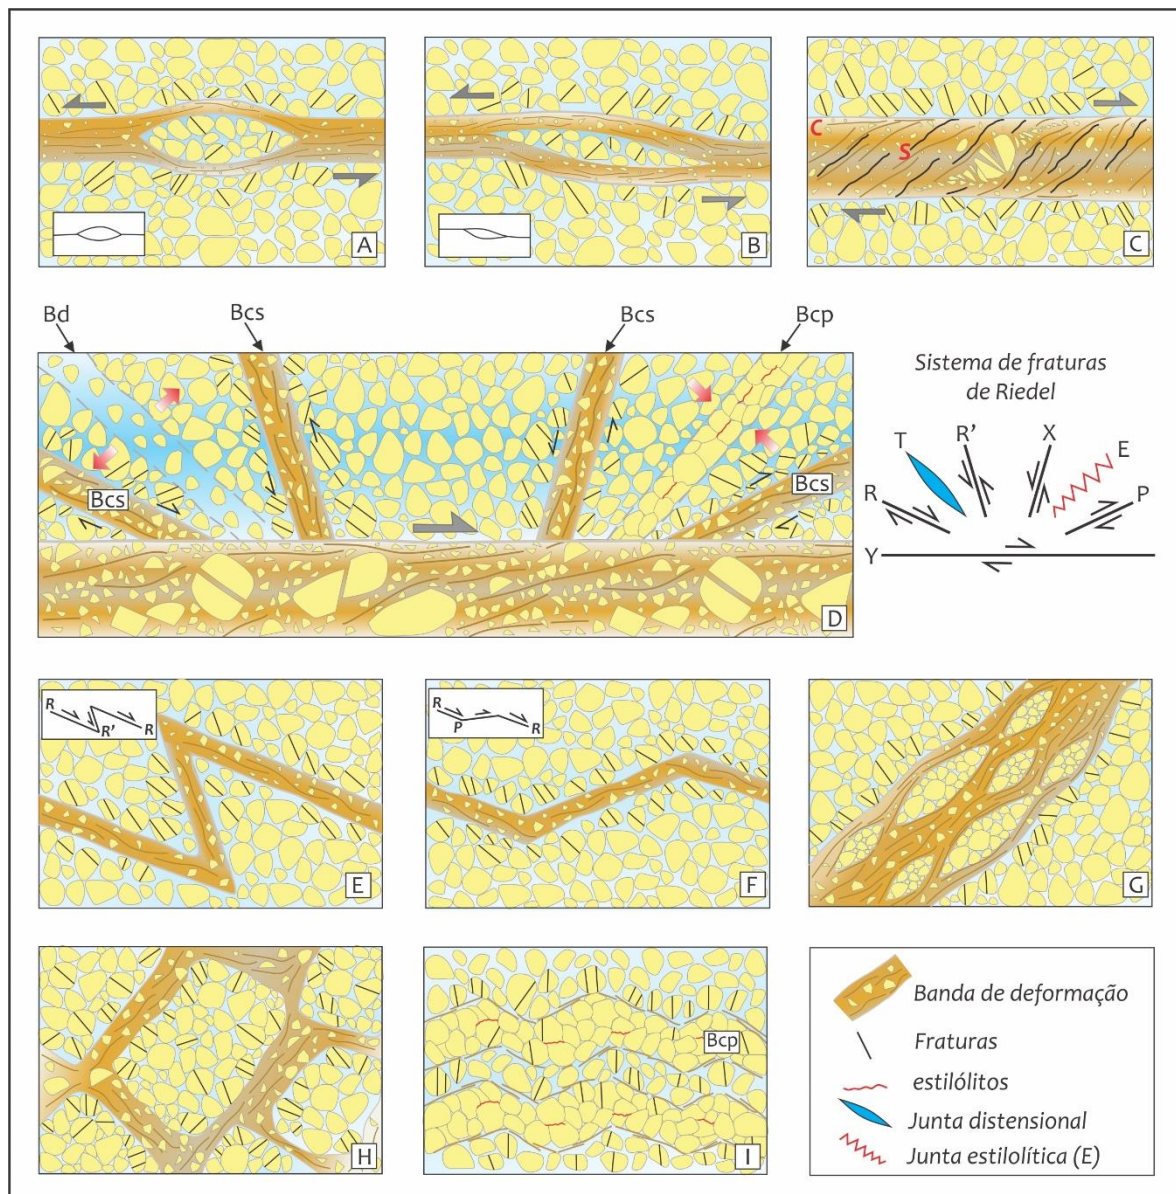 A
B
C
S
C
Bd
Bcs
Bcs
Bcp
Bcs
Bcs
D
Sistema de fraturas
de Riedel
T
R'
X
E
R
P
Y
R
R'
R
E
R
P
R
F
G
H
Bcp
I
Banda de deformação
Fraturas
estilólitos
Junta distensional
Junta estilolítica (E)